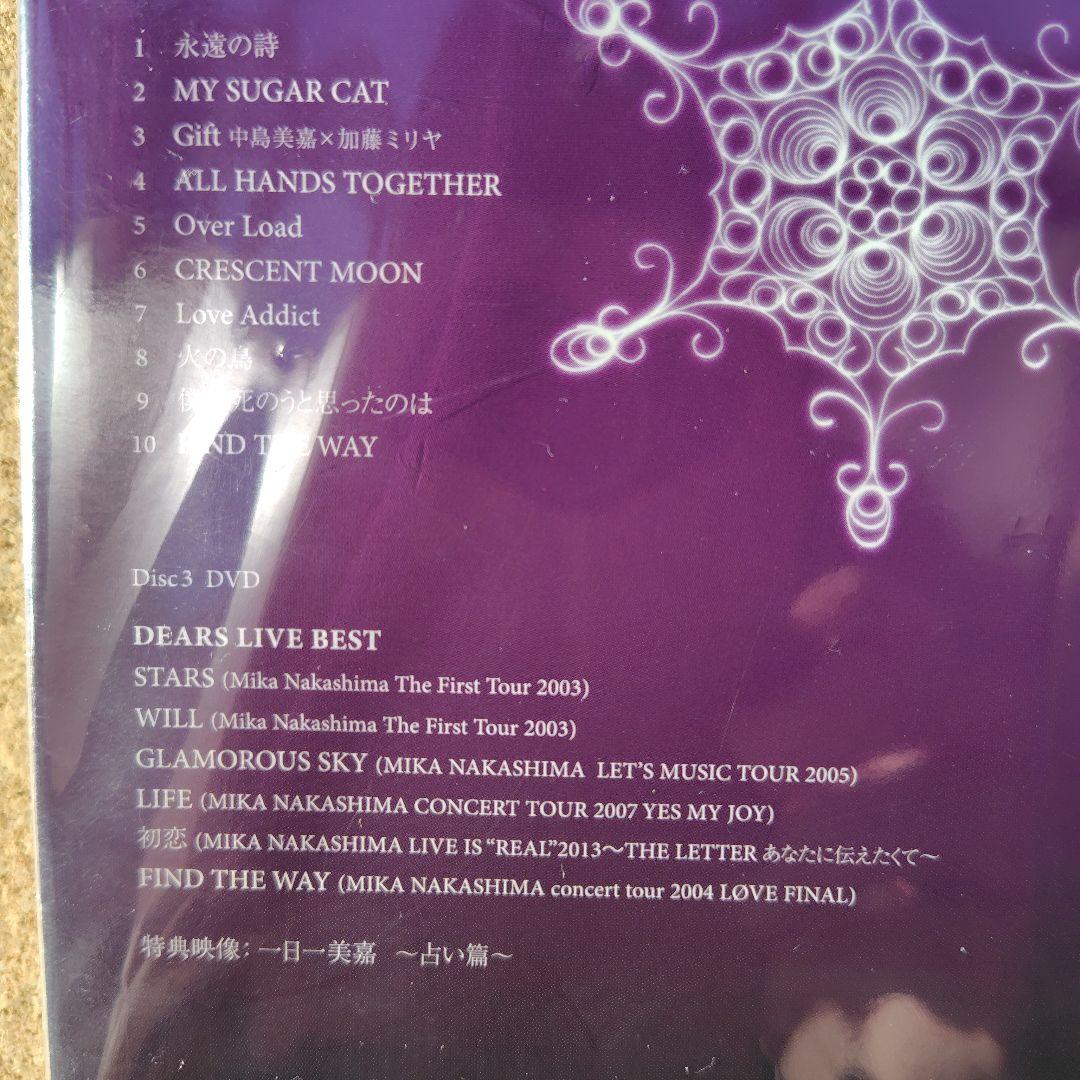 1 永遠の詩
2 MY SUGAR CAT
3 Gift 中島美嘉×加藤ミリヤ
4 ALL HANDS TOGETHER
5 Over Load
6 CRESCENT MOON
7 Love Addict
8 火の鳥
9 僕が死のうと思ったのは
10 FIND THE WAY
Disc3 DVD
DEARS LIVE BEST
STARS (Mika Nakashima The First Tour 2003)
WILL (Mika Nakashima The First Tour 2003)
GLAMOROUS SKY (MIKA NAKASHIMA LET'S MUSIC TOUR 2005)
LIFE (MIKA NAKASHIMA CONCERT TOUR 2007 YES MY JOY)
初恋 (MIKA NAKASHIMA LIVE IS “REAL”2013〜THE LETTER あなたに伝えたくて〜
FIND THE WAY (MIKA NAKASHIMA concert tour 2004 LØVE FINAL)
特典映像: 一日一美嘉 〜占い篇〜